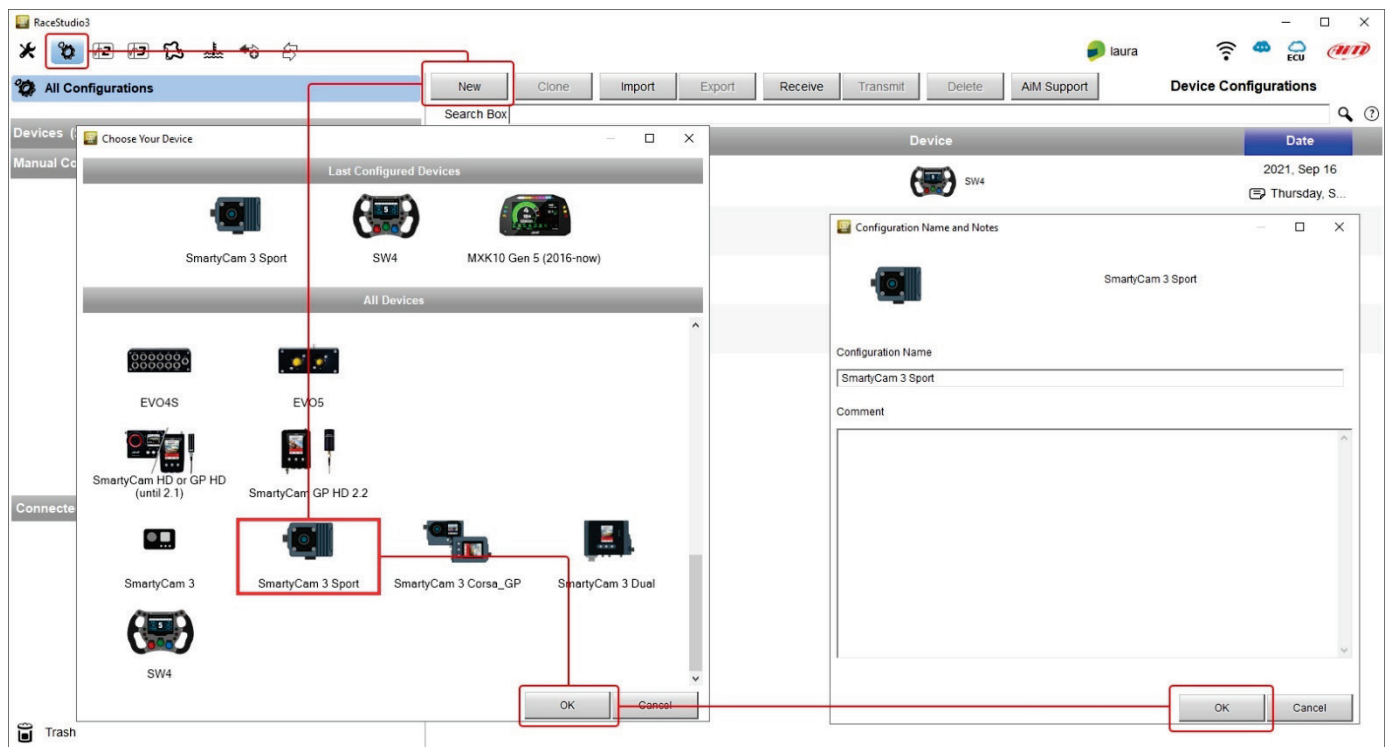 RaceStudio3
laura
ECU
AiM
All Configurations
New
Clone
Import
Export
Receive
Transmit
Delete
AiM Support
Device Configurations
Search Box
Devices
Manual Co
Connecte
Trash
Device
Date
SW4
2021, Sep 16
Thursday, S...
Choose Your Device
Last Configured Devices
SmartyCam 3 Sport
SW4
MXK10 Gen 5 (2016-now)
All Devices
EVO4S
EVO5
SmartyCam HD or GP HD
(until 2.1)
SmartyCam GP HD 2.2
SmartyCam 3
SmartyCam 3 Sport
SmartyCam 3 Corsa_GP
SmartyCam 3 Dual
SW4
OK
Cancel
Configuration Name and Notes
SmartyCam 3 Sport
Configuration Name
SmartyCam 3 Sport
Comment
OK
Cancel